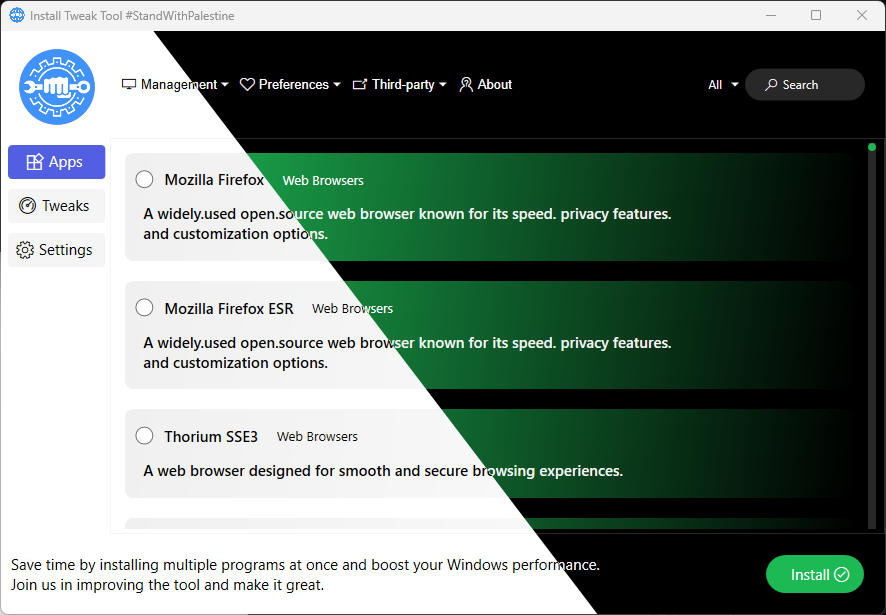 Install Tweak Tool #StandWithPalestine
Management Preferences Third-party About All Search
Apps
Tweaks
Settings
Mozilla Firefox Web Browsers
A widely.used open.source web browser known for its speed. privacy features.
and customization options.
Mozilla Firefox ESR Web Browsers
A widely.used open.source web browser known for its speed. privacy features.
and customization options.
Thorium SSE3 Web Browsers
A web browser designed for smooth and secure browsing experiences.
Save time by installing multiple programs at once and boost your Windows performance.
Join us in improving the tool and make it great.
Install